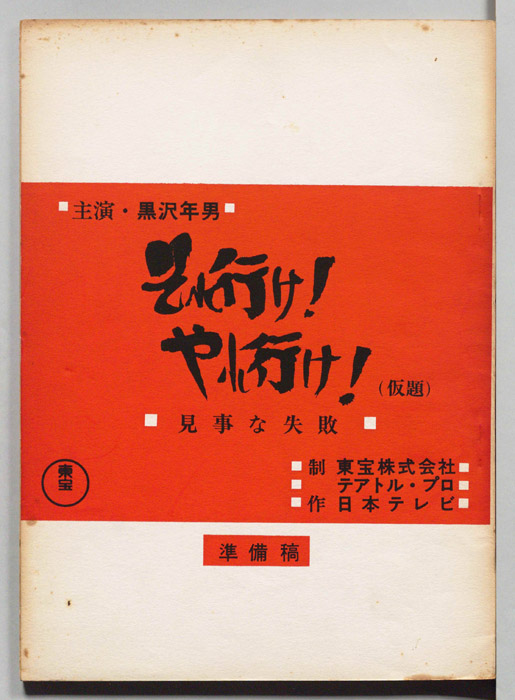 主演・黒沢年男
それ行け!
やれ行け!
(仮題)
見事な失敗
制 東宝株式会社
テアトル・プロ
作 日本テレビ
東宝
準備稿